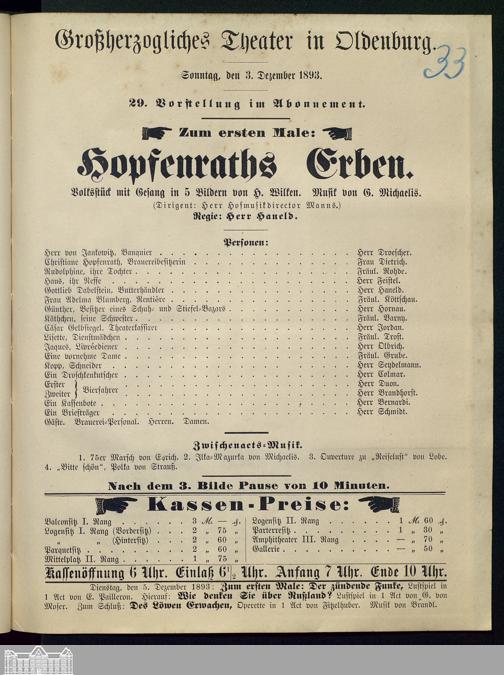 Großherzogliches Theater in Oldenburg.
33
Sonntag, den 3. Dezember 1893.
29. Vorstellung im Abonnement.
Zum ersten Male:
Hopfenraths Erben.
Volksstück mit Gesang in 5 Bildern von H. Wilken. Musik von G. Michaelis.
(Dirigent: Herr Hofmusikdirector Manns.)
Regie: Herr Haneld.
Personen:
Herr von Jankowitz, Banquier . . . Herr Droescher.
Christiane Hopfenrath, Brauereibesitzerin . . . Frau Dietrich.
Rudolphine, ihre Tochter . . . Fräul. Rohde.
Hans, ihr Neffe . . . Herr Feistel.
Gottlieb Dabelstein, Butterhändler . . . Herr Haneld.
Frau Adelma Blumberg, Rentière . . . Fräul. Köttschau.
Günther, Besitzer eines Schuh- und Stiefel-Bazars . . . Herr Hornau.
Käthchen, seine Schwester . . . Fräul. Barny.
Cäsar Gelbsegel, Theaterkassirer . . . Herr Jordan.
Lisette, Dienstmädchen . . . Fräul. Trost.
Jaques, Livréediener . . . Herr Olbrich.
Eine vornehme Dame . . . Fräul. Grube.
Kopp, Schneider . . . Herr Seydelmann.
Ein Droschkenkutscher . . . Herr Colmar.
Erster } Bierfahrer . . . Herr Duon.
Zweiter } . . . Herr Brandhorst.
Ein Kassenbote . . . Herr Bernardi.
Ein Briefträger . . . Herr Schmidt.
Gäste. Brauerei-Personal. Herren. Damen.
Zwischenacts-Musik.
1. 75er Marsch von 2. Ilka-Mazurka von Michaelis. 3. Ouverture zu „Reiselust“ von Lobe.
4. „Bitte schön“, Polka von Strauß.
Nach dem 3. Bilde Pause von 10 Minuten.
Kassen-Preise:
Balconsitz I. Rang . . . 3 M. — δ.
Logensitz I. Rang (Vordersitz) . . . 2 „ 75 „
„ „ (Hintersitz) . . . 2 „ 60 „
Parquetsitz . . . 2 „ 60 „
Mittelplatz II. Rang . . . 1 „ 75 „
Logensitz II. Rang . . . 1 M. 60 δ.
Parterresitz . . . 1 „ 30 „
Amphitheater III. Rang . . . — „ 70 „
Gallerie . . . — „ 50 „
Kassenöffnung 6 Uhr. Einlaß 6½ Uhr. Anfang 7 Uhr. Ende 10 Uhr.
Dienstag, den 5. Dezember 1893: Zum ersten Male: Der zündende Funke, Lustspiel in
1 Act von E. Pailleron. Hierauf: Wie denken Sie über Rußland? Lustspiel in 1 Act von G. von
Moser. Zum Schluß: Des Löwen Erwachen, Operette in 1 Act von Musik von Brandl.